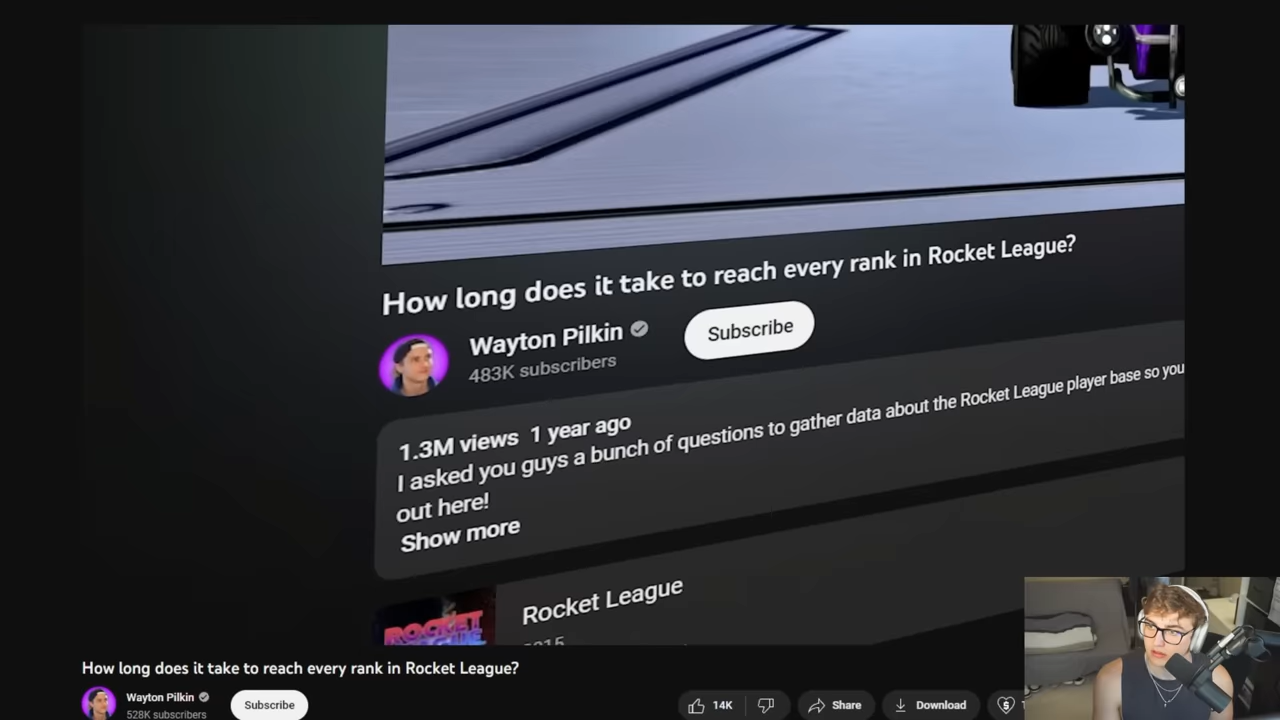 How long does it take to reach every rank in Rocket League?
Wayton Pilkin
483K subscribers
Subscribe
1.3M views 1 year ago
I asked you guys a bunch of questions to gather data about the Rocket League player base so you
out here!
Show more
ROCKET
Rocket League
How long does it take to reach every rank in Rocket League?
Wayton Pilkin
528K subscribers
Subscribe
14K
Share
Download